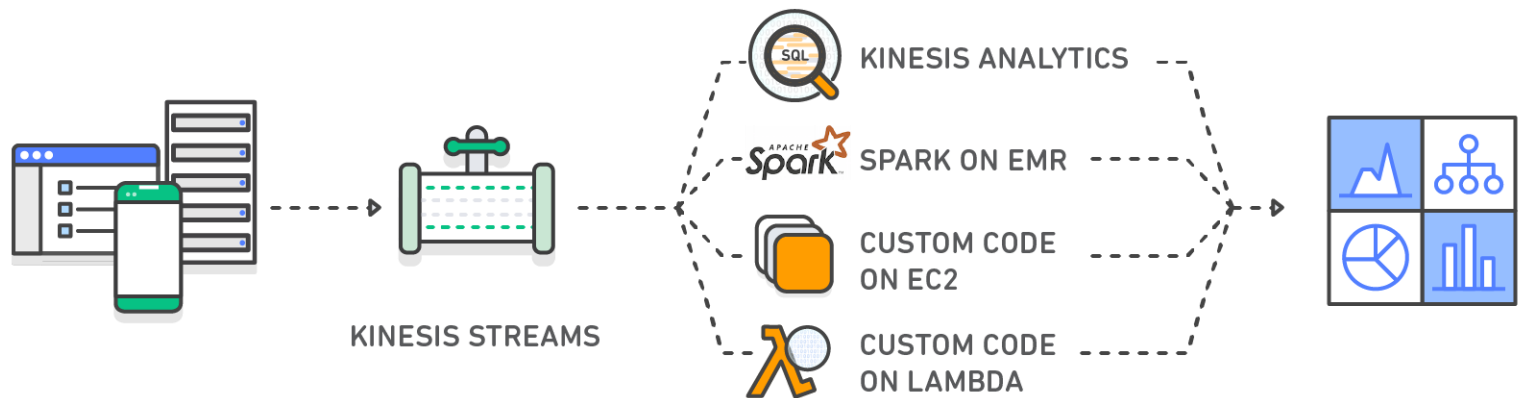 KINESIS STREAMS
SQL
KINESIS ANALYTICS
APACHE
Spark
SPARK ON EMR
CUSTOM CODE
ON EC2
CUSTOM CODE
ON LAMBDA